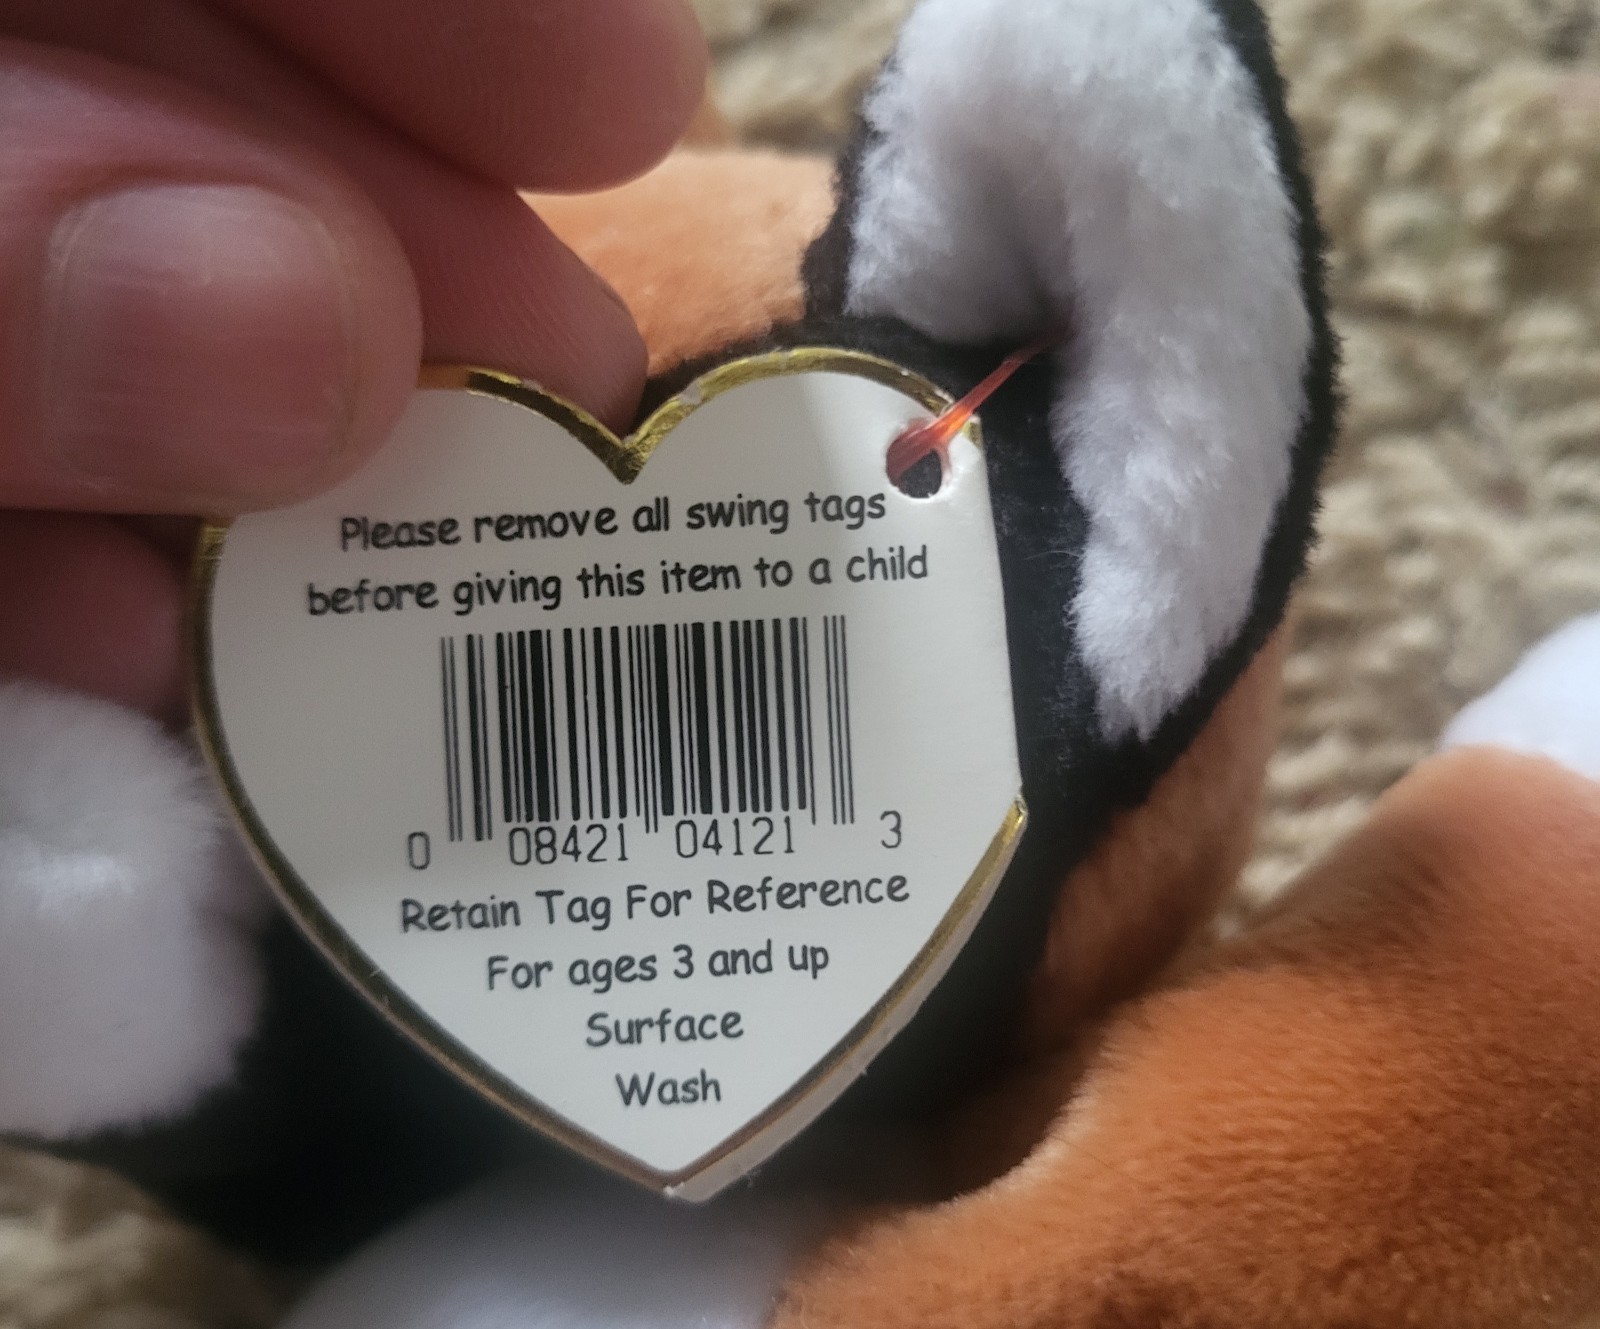 Please remove all swing tags
before giving this item to a child
0 08421 04121 3
Retain Tag For Reference
For ages 3 and up
Surface
Wash